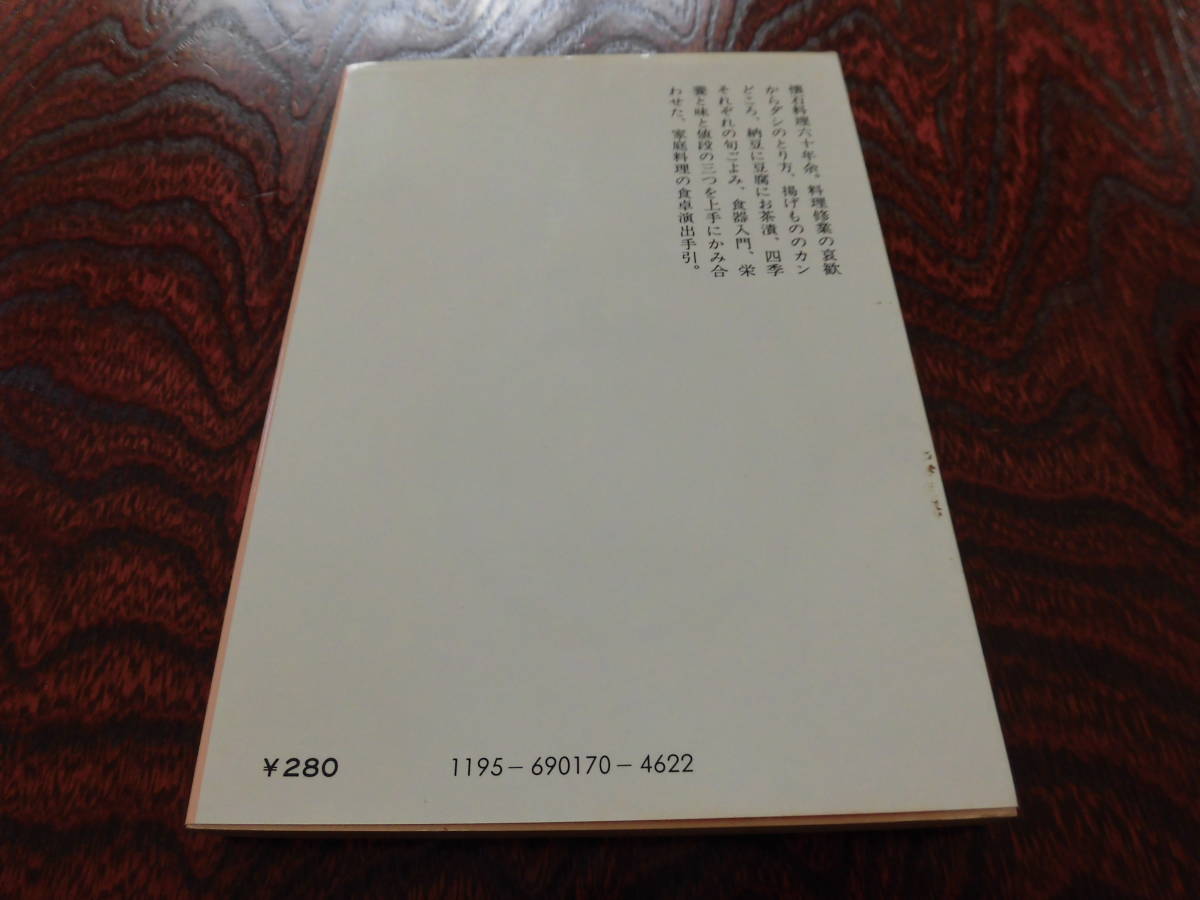 懐石料理六十年余。料理修業の哀歓
からダシのとり方、揚げもののカン
どころ、納豆に豆腐にお茶漬、四季
それぞれの旬ごよみ、食器入門、栄
養と味と値段の三つを上手にかみ合
わせた、家庭料理の食卓演出手引。
¥280
1195-690170-4622